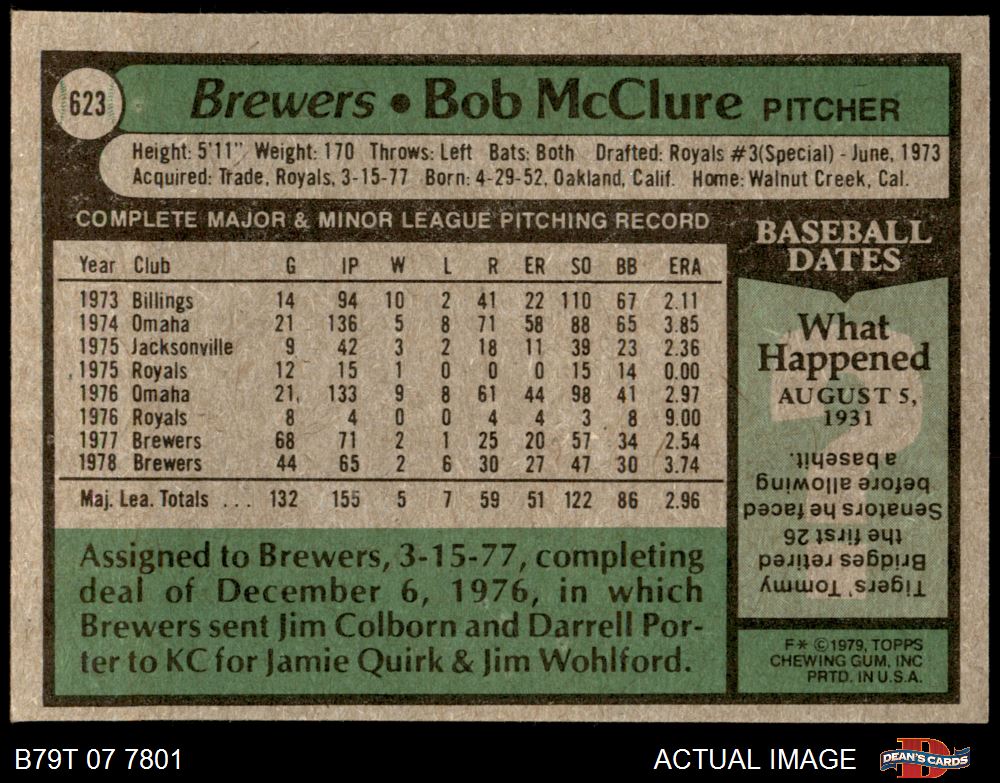 623
Brewers • Bob McClure PITCHER
Height: 5'11" Weight: 170 Throws: Left Bats: Both Drafted: Royals #3(Special) - June, 1973
Acquired: Trade, Royals, 3-15-77 Born: 4-29-52, Oakland, Calif. Home: Walnut Creek, Cal.
COMPLETE MAJOR & MINOR LEAGUE PITCHING RECORD
Year Club G IP W L R ER SO BB ERA
1973 Billings 14 94 10 2 41 22 110 67 2.11
1974 Omaha 21 136 5 8 71 58 88 65 3.85
1975 Jacksonville 9 42 3 2 18 11 39 23 2.36
1975 Royals 12 15 1 0 0 0 15 14 0.00
1976 Omaha 21 133 9 8 61 44 98 41 2.97
1976 Royals 8 4 0 0 4 4 3 8 9.00
1977 Brewers 68 71 2 1 25 20 57 34 2.54
1978 Brewers 44 65 2 6 30 27 47 30 3.74
Maj. Lea. Totals ... 132 155 5 7 59 51 122 86 2.96
Assigned to Brewers, 3-15-77, completing
deal of December 6, 1976, in which
Brewers sent Jim Colborn and Darrell Por-
ter to KC for Jamie Quirk & Jim Wohlford.
BASEBALL
DATES
What
Happened
AUGUST 5,
1931
?
Tigers' Tommy
Bridges retired
the first 26
Senators he faced
before allowing
a basehit.
F* ©1979, TOPPS
CHEWING GUM, INC
PRTD. IN U.S.A.
B79T 07 7801
ACTUAL IMAGE
DEAN'S CARDS